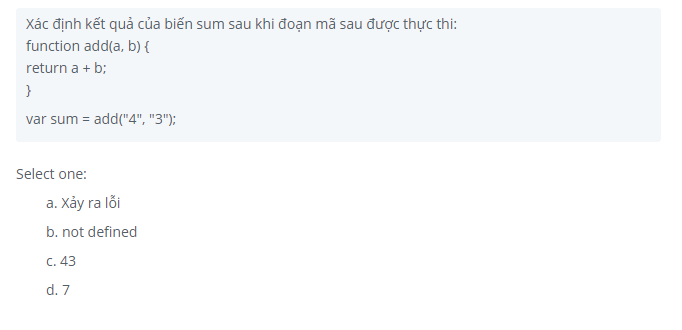 Xác định kết quả của biến sum sau khi đoạn mã sau được thực thi:
function add(a, b) {
return a + b;
}
var sum = add("4", "3");
Select one:
a. Xảy ra lỗi
b. not defined
c. 43
d. 7